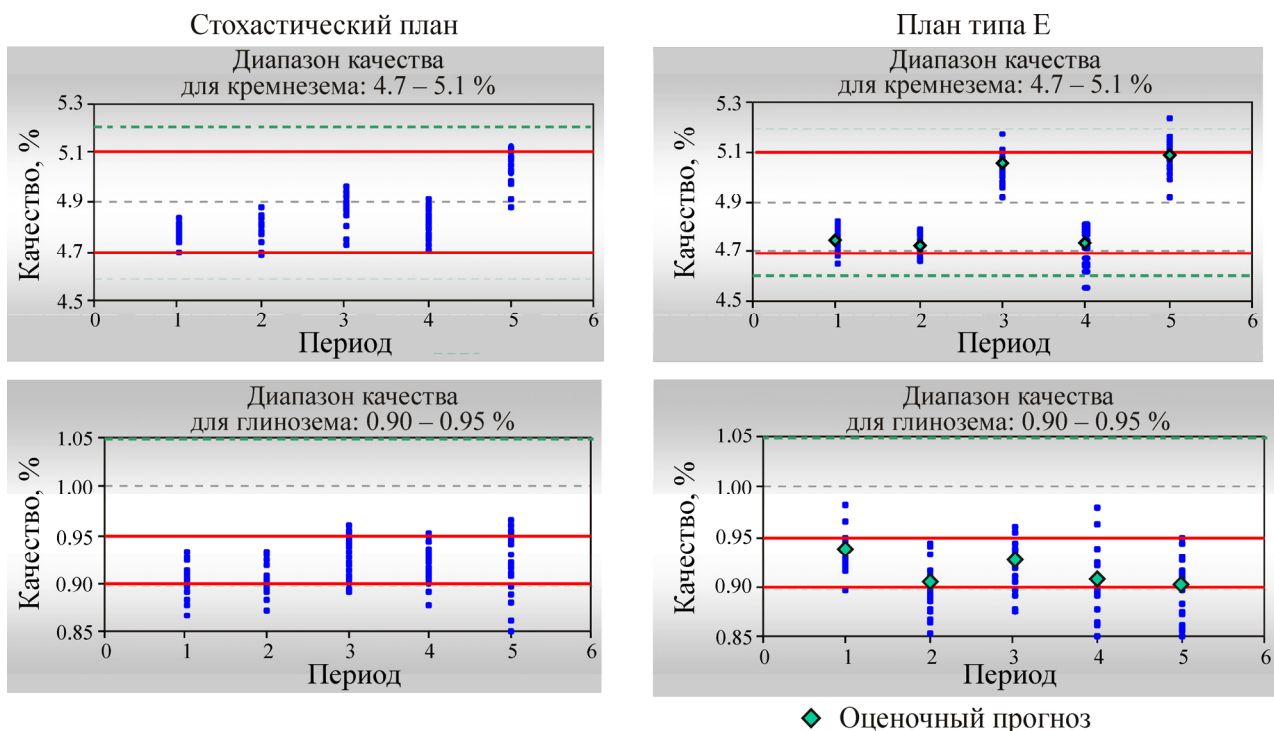 Стохастический план
План типа E
Диапазон качества
для кремнезема: 4.7 – 5.1 %
Качество, %
5.3
5.1
4.9
4.7
4.5
0 1 2 3 4 5 6
Период
Диапазон качества
для кремнезема: 4.7 – 5.1 %
Качество, %
5.3
5.1
4.9
4.7
4.5
0 1 2 3 4 5 6
Период
Диапазон качества
для глинозема: 0.90 – 0.95 %
Качество, %
1.05
1.00
0.95
0.90
0.85
0 1 2 3 4 5 6
Период
Диапазон качества
для глинозема: 0.90 – 0.95 %
Качество, %
1.05
1.00
0.95
0.90
0.85
0 1 2 3 4 5 6
Период
Оценочный прогноз